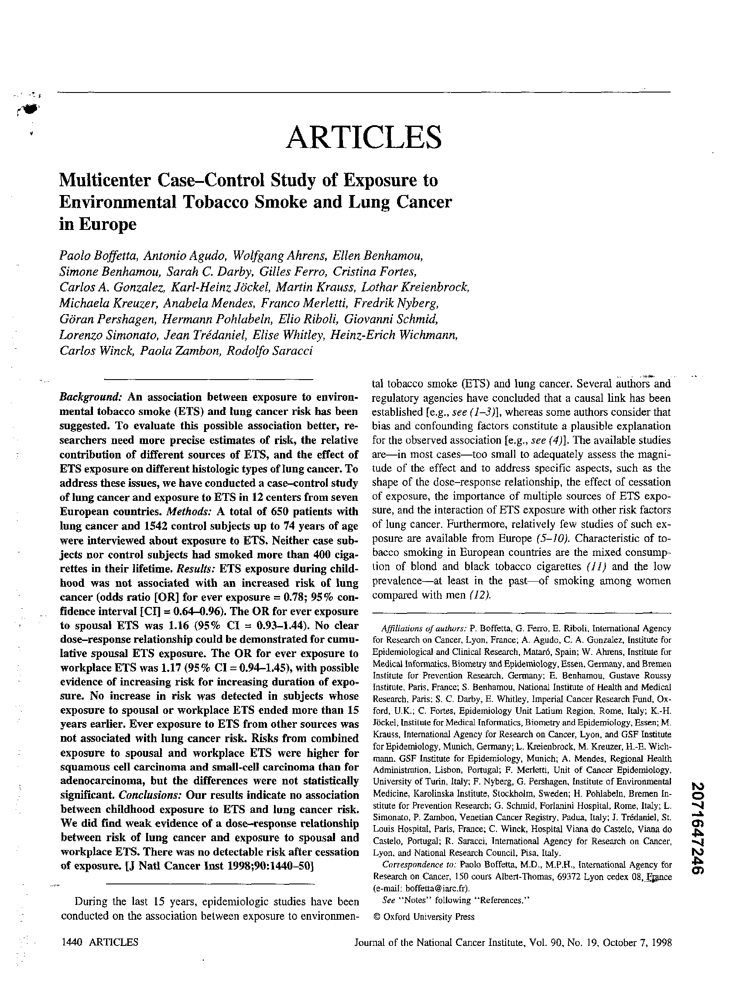 ARTICLES
Multicenter Case–Control Study of Exposure to
Environmental Tobacco Smoke and Lung Cancer
in Europe
Paolo Boffetta, Antonio Agudo, Wolfgang Ahrens, Ellen Benhamou,
Simone Benhamou, Sarah C. Darby, Gilles Ferro, Cristina Fortes,
Carlos A. Gonzalez, Karl-Heinz Jöckel, Martin Krauss, Lothar Kreienbrock,
Michaela Kreuzer, Anabela Mendes, Franco Merletti, Fredrik Nyberg,
Göran Pershagen, Hermann Pohlabeln, Elio Riboli, Giovanni Schmid,
Lorenzo Simonato, Jean Trédaniel, Elise Whitley, Heinz-Erich Wichmann,
Carlos Winck, Paola Zambon, Rodolfo Saracci
Background: An association between exposure to environ-
mental tobacco smoke (ETS) and lung cancer risk has been
suggested. To evaluate this possible association better, re-
searchers need more precise estimates of risk, the relative
contribution of different sources of ETS, and the effect of
ETS exposure on different histologic types of lung cancer. To
address these issues, we have conducted a case–control study
of lung cancer and exposure to ETS in 12 centers from seven
European countries. Methods: A total of 650 patients with
lung cancer and 1542 control subjects up to 74 years of age
were interviewed about exposure to ETS. Neither case sub-
jects nor control subjects had smoked more than 400 ciga-
rettes in their lifetime. Results: ETS exposure during child-
hood was not associated with an increased risk of lung
cancer (odds ratio [OR] for ever exposure = 0.78; 95% con-
fidence interval [CI] = 0.64–0.96). The OR for ever exposure
to spousal ETS was 1.16 (95% CI = 0.93–1.44). No clear
dose–response relationship could be demonstrated for cumu-
lative spousal ETS exposure. The OR for ever exposure to
workplace ETS was 1.17 (95% CI = 0.94–1.45), with possible
evidence of increasing risk for increasing duration of expo-
sure. No increase in risk was detected in subjects whose
exposure to spousal or workplace ETS ended more than 15
years earlier. Ever exposure to ETS from other sources was
not associated with lung cancer risk. Risks from combined
exposure to spousal and workplace ETS were higher for
squamous cell carcinoma and small-cell carcinoma than for
adenocarcinoma, but the differences were not statistically
significant. Conclusions: Our results indicate no association
between childhood exposure to ETS and lung cancer risk.
We did find weak evidence of a dose–response relationship
between risk of lung cancer and exposure to spousal and
workplace ETS. There was no detectable risk after cessation
of exposure. [J Natl Cancer Inst 1998;90:1440–50]
During the last 15 years, epidemiologic studies have been
conducted on the association between exposure to environmen-
tal tobacco smoke (ETS) and lung cancer. Several authors and
regulatory agencies have concluded that a causal link has been
established [e.g., see (1–3)], whereas some authors consider that
bias and confounding factors constitute a plausible explanation
for the observed association [e.g., see (4)]. The available studies
are—in most cases—too small to adequately assess the magni-
tude of the effect and to address specific aspects, such as the
shape of the dose–response relationship, the effect of cessation
of exposure, the importance of multiple sources of ETS expo-
sure, and the interaction of ETS exposure with other risk factors
of lung cancer. Furthermore, relatively few studies of such ex-
posure are available from Europe (5–10). Characteristic of to-
bacco smoking in European countries are the mixed consump-
tion of blond and black tobacco cigarettes (11) and the low
prevalence—at least in the past—of smoking among women
compared with men (12).
Affiliations of authors: P. Boffetta, G. Ferro, E. Riboli, International Agency
for Research on Cancer, Lyon, France; A. Agudo, C. A. Gonzalez, Institute for
Epidemiological and Clinical Research, Mataró, Spain; W. Ahrens, Institute for
Medical Informatics, Biometry and Epidemiology, Essen, Germany, and Bremen
Institute for Prevention Research, Germany; E. Benhamou, Gustave Roussy
Institute, Paris, France; S. Benhamou, National Institute of Health and Medical
Research, Paris; S. C. Darby, E. Whitley, Imperial Cancer Research Fund, Ox-
ford, U.K.; C. Fortes, Epidemiology Unit Latium Region, Rome, Italy; K.-H.
Jöckel, Institute for Medical Informatics, Biometry and Epidemiology, Essen; M.
Krauss, International Agency for Research on Cancer, Lyon, and GSF Institute
for Epidemiology, Munich, Germany; L. Kreienbrock, M. Kreuzer, H.-E. Wich-
mann, GSF Institute for Epidemiology, Munich; A. Mendes, Regional Health
Administration, Lisbon, Portugal; F. Merletti, Unit of Cancer Epidemiology,
University of Turin, Italy; F. Nyberg, G. Pershagen, Institute of Environmental
Medicine, Karolinska Institute, Stockholm, Sweden; H. Pohlabeln, Bremen In-
stitute for Prevention Research; G. Schmid, Forlanini Hospital, Rome, Italy; L.
Simonato, P. Zambon, Venetian Cancer Registry, Padua, Italy; J. Trédaniel, St.
Louis Hospital, Paris, France; C. Winck, Hospital Viana do Castelo, Viana do
Castelo, Portugal; R. Saracci, International Agency for Research on Cancer,
Lyon, and National Research Council, Pisa, Italy.
Correspondence to: Paolo Boffetta, M.D., M.P.H., International Agency for
Research on Cancer, 150 cours Albert-Thomas, 69372 Lyon cedex 08, France
(e-mail: boffetta@iarc.fr).
See "Notes" following "References."
© Oxford University Press
2071647246
1440 ARTICLES
Journal of the National Cancer Institute, Vol. 90, No. 19, October 7, 1998